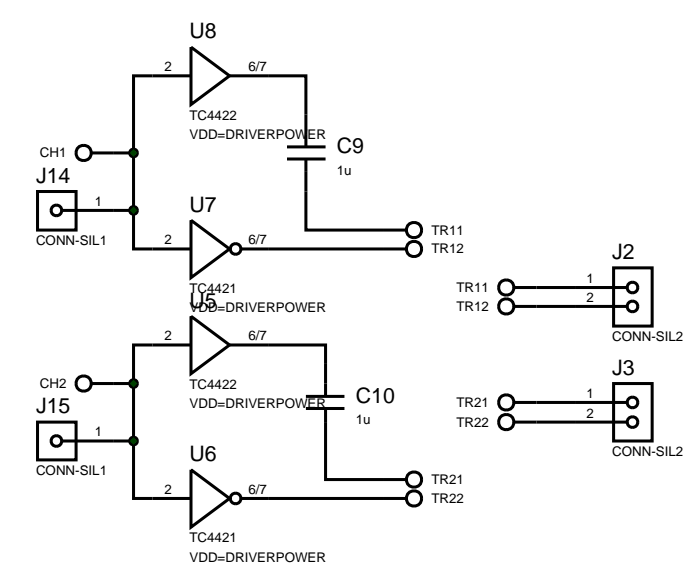 U8
2
6/7
TC4422
VDD=DRIVERPOWER
C9
1u
CH1
J14
1
CONN-SIL1
U7
2
6/7
TC4421
VDD=DRIVERPOWER
TR11
TR12
J2
TR11
1
TR12
2
CONN-SIL2
U5
2
6/7
TC4422
VDD=DRIVERPOWER
C10
1u
CH2
J15
1
CONN-SIL1
J3
TR21
1
TR22
2
CONN-SIL2
U6
2
6/7
TC4421
VDD=DRIVERPOWER
TR21
TR22